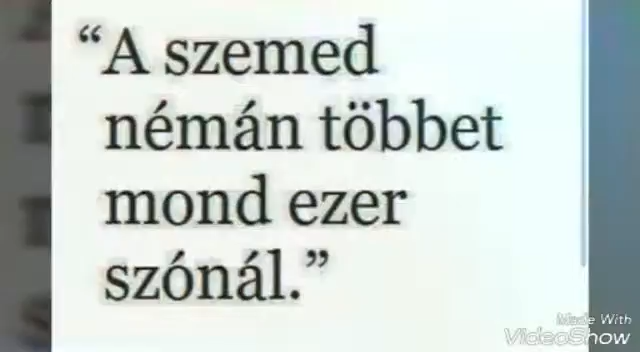 “A szemed
némán többet
mond ezer
szónál.”
Made With
VideoShow